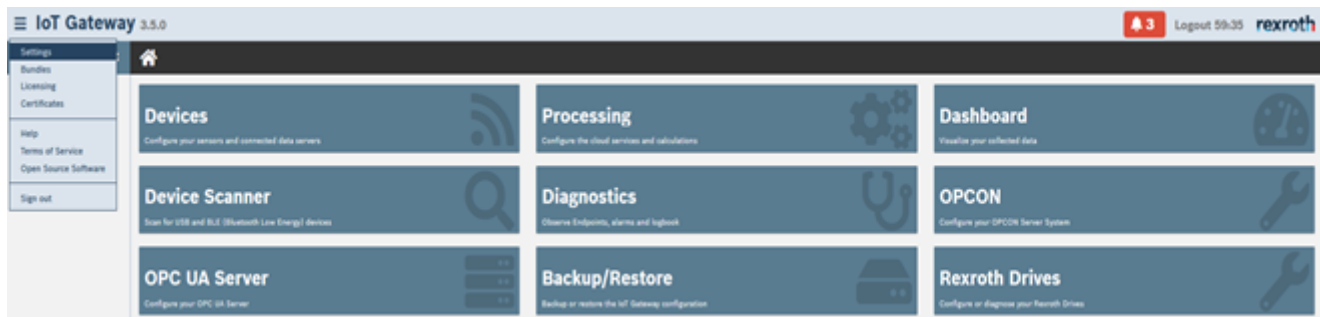 IoT Gateway 3.5.0
3
Logout 59:35
rexroth
Settings
Bundles
Licensing
Certificates
Help
Terms of Service
Open Source Software
Sign out
Devices
Configure your sensors and connected data servers
Processing
Configure the cloud services and calculations
Dashboard
Visualize your collected data
Device Scanner
Scan for USB and BLE (Bluetooth Low Energy) devices
Diagnostics
Observe Endpoints, alarms and logbook
OPCON
Configure your OPCON Server System
OPC UA Server
Configure your OPC UA Server
Backup/Restore
Backup or restore the IoT Gateway configuration
Rexroth Drives
Configure or diagnose your Rexroth Drives